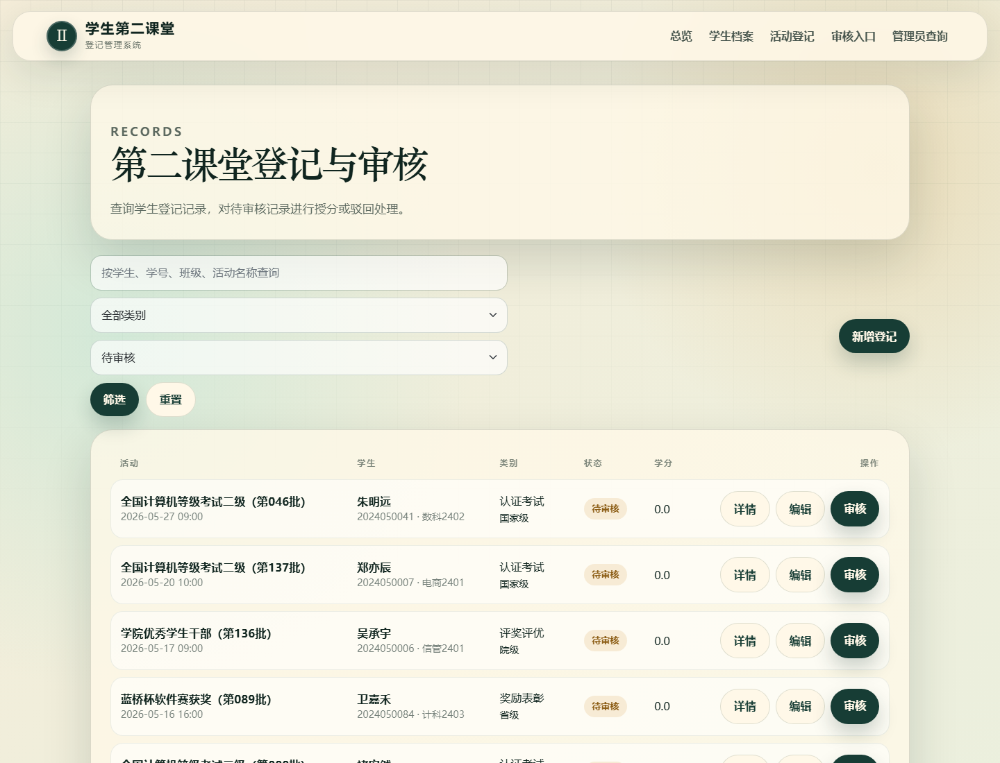 Ⅱ
学生第二课堂
登记管理系统
总览 学生档案 活动登记 审核入口 管理员查询
RECORDS
第二课堂登记与审核
查询学生登记记录，对待审核记录进行授分或驳回处理。
按学生、学号、班级、活动名称查询
全部类别
待审核
新增登记
筛选 重置
活动 学生 类别 状态 学分 操作
全国计算机等级考试二级（第046批） 朱明远 认证考试 待审核 0.0 详情 编辑 审核
2026-05-27 09:00 2024050041 · 数科2402 国家级
全国计算机等级考试二级（第137批） 郑亦辰 认证考试 待审核 0.0 详情 编辑 审核
2026-05-20 10:00 2024050007 · 电商2401 国家级
学院优秀学生干部（第136批） 吴承宇 评奖评优 待审核 0.0 详情 编辑 审核
2026-05-17 09:00 2024050006 · 信管2401 院级
蓝桥杯软件赛获奖（第089批） 卫嘉禾 奖励表彰 待审核 0.0 详情 编辑 审核
2026-05-16 16:00 2024050084 · 计科2403 省级